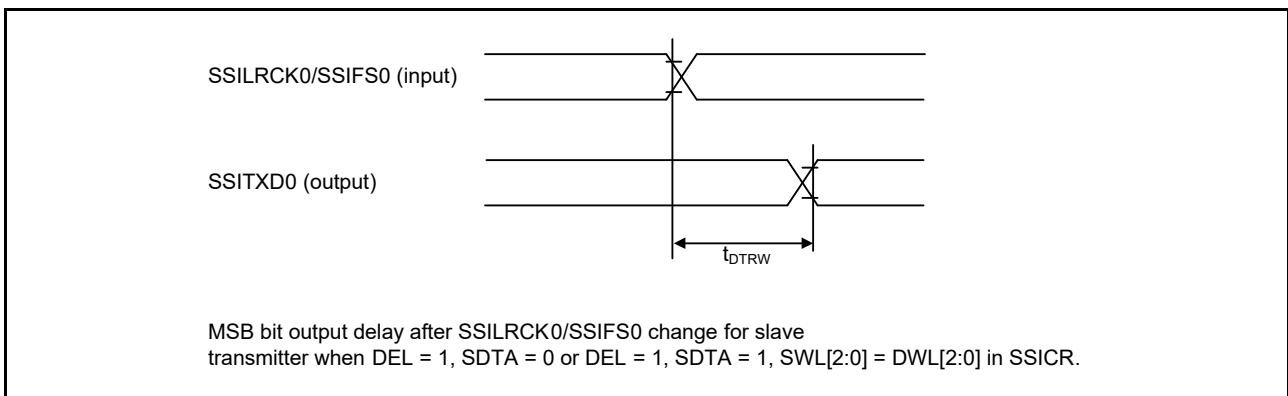 SSILRCK0/SSIFS0 (input)
SSITXD0 (output)
tDTRW
MSB bit output delay after SSILRCK0/SSIFS0 change for slave
transmitter when DEL = 1, SDTA = 0 or DEL = 1, SDTA = 1, SWL[2:0] = DWL[2:0] in SSICR.